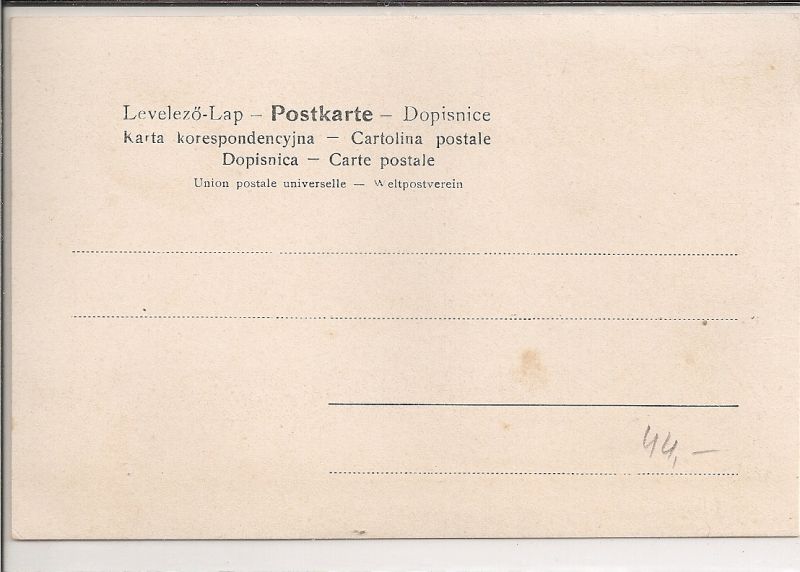 Levelező-Lap – Postkarte – Dopisnice
Karta korespondencyjna – Cartolina postale
Dopisnica – Carte postale
Union postale universelle — Weltpostverein
44,–